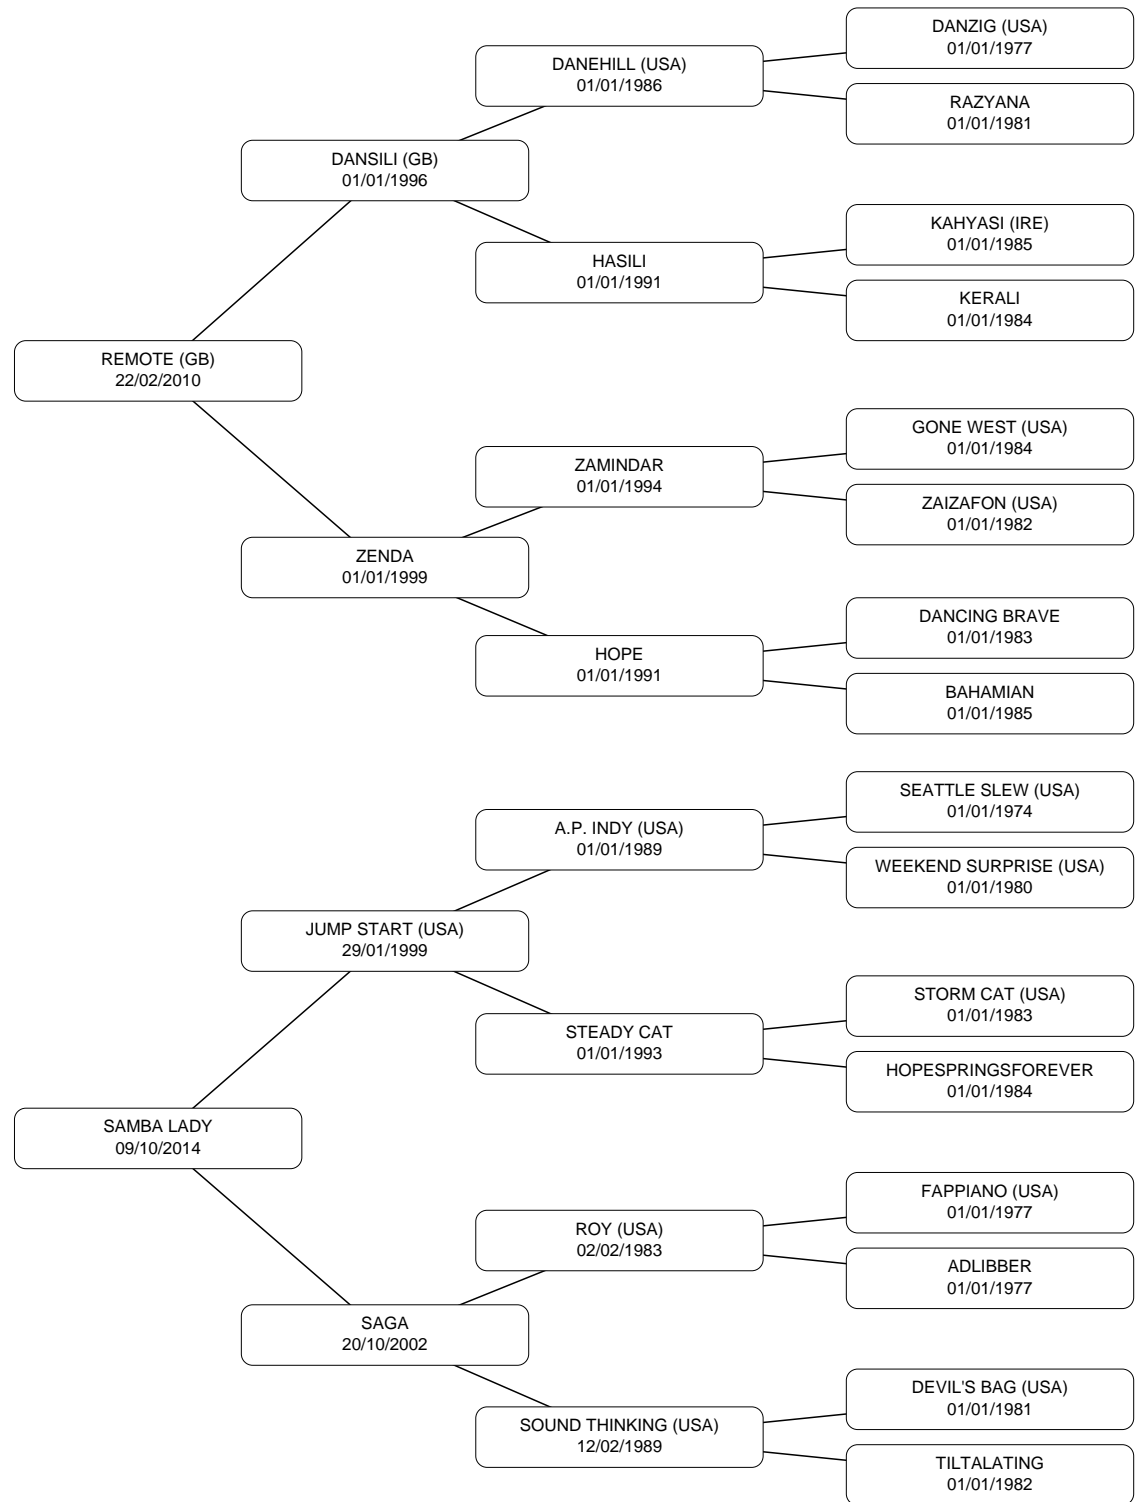 DANZIG (USA)
01/01/1977
DANEHILL (USA)
01/01/1986
RAZYANA
01/01/1981
DANSILI (GB)
01/01/1996
KAHYASI (IRE)
01/01/1985
HASILI
01/01/1991
KERALI
01/01/1984
REMOTE (GB)
22/02/2010
GONE WEST (USA)
01/01/1984
ZAMINDAR
01/01/1994
ZAIZAFON (USA)
01/01/1982
ZENDA
01/01/1999
DANCING BRAVE
01/01/1983
HOPE
01/01/1991
BAHAMIAN
01/01/1985
SEATTLE SLEW (USA)
01/01/1974
A.P. INDY (USA)
01/01/1989
WEEKEND SURPRISE (USA)
01/01/1980
JUMP START (USA)
29/01/1999
STORM CAT (USA)
01/01/1983
STEADY CAT
01/01/1993
HOPESPRINGSFOREVER
01/01/1984
SAMBA LADY
09/10/2014
FAPPIANO (USA)
01/01/1977
ROY (USA)
02/02/1983
ADLIBBER
01/01/1977
SAGA
20/10/2002
DEVIL'S BAG (USA)
01/01/1981
SOUND THINKING (USA)
12/02/1989
TILTALATING
01/01/1982